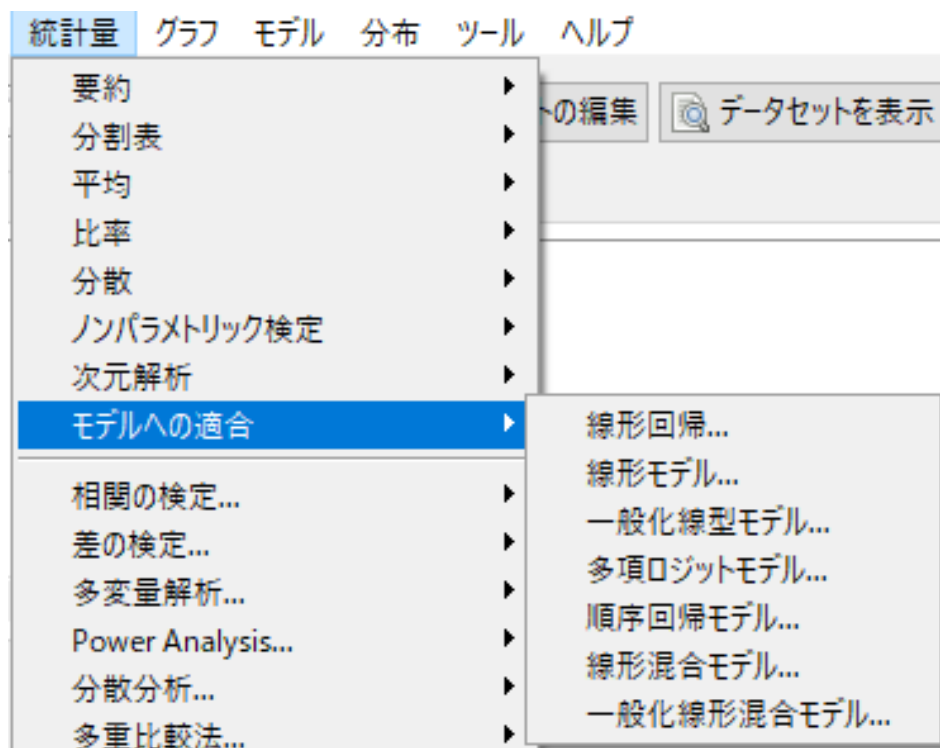 統計量 グラフ モデル 分布 ツール ヘルプ
の編集 データセットを表示
要約
分割表
平均
比率
分散
ノンパラメトリック検定
次元解析
モデルへの適合
線形回帰...
線形モデル...
一般化線型モデル...
多項ロジットモデル...
順序回帰モデル...
線形混合モデル...
一般化線形混合モデル...
相関の検定...
差の検定...
多変量解析...
Power Analysis...
分散分析...
多重比較法...